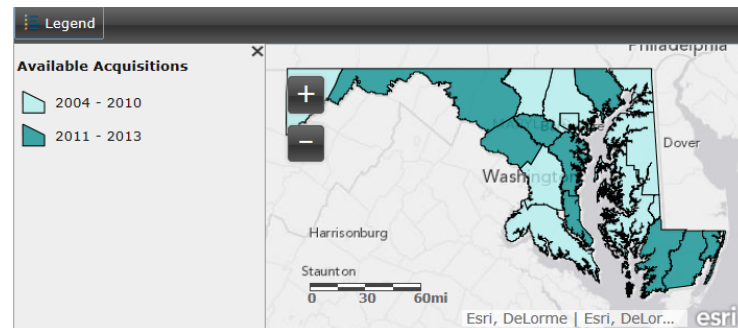 Legend
Available Acquisitions
2004 - 2010
2011 - 2013
Philadelphia
Dover
Washington
Harrisonburg
Staunton
0 30 60mi
Esri, DeLorme | Esri, DeLor...
esri